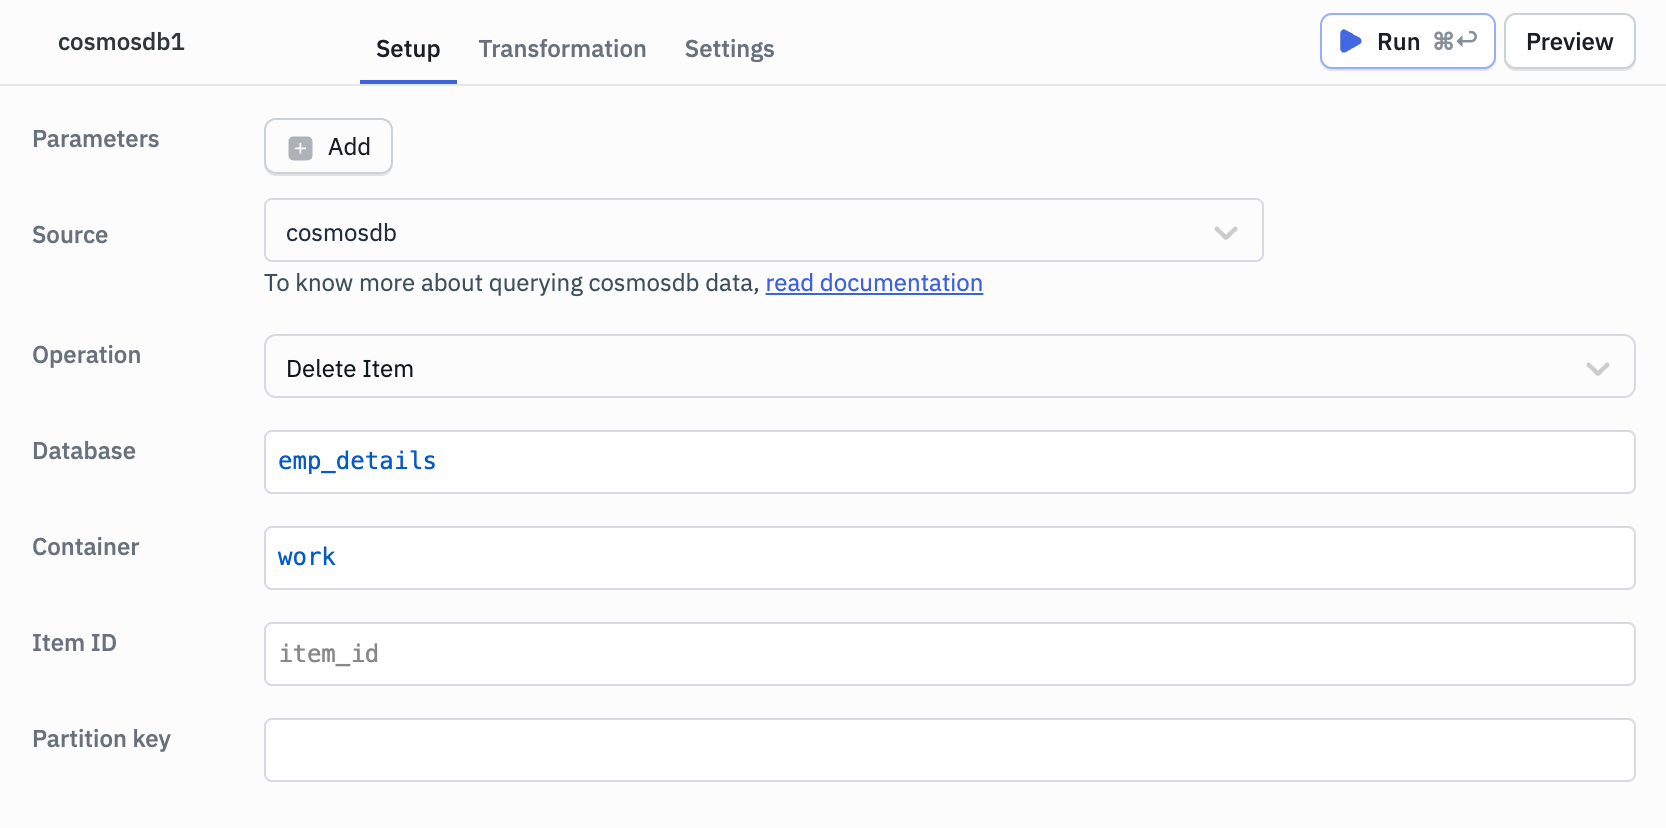 cosmosdb1
Setup Transformation Settings
Run ⌘↩ Preview
Parameters
Add
Source
cosmosdb
To know more about querying cosmosdb data, read documentation
Operation
Delete Item
Database
emp_details
Container
work
Item ID
item_id
Partition key